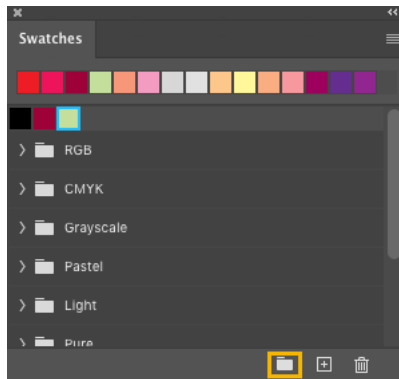 Swatches
RGB
CMYK
Grayscale
Pastel
Light
Pure